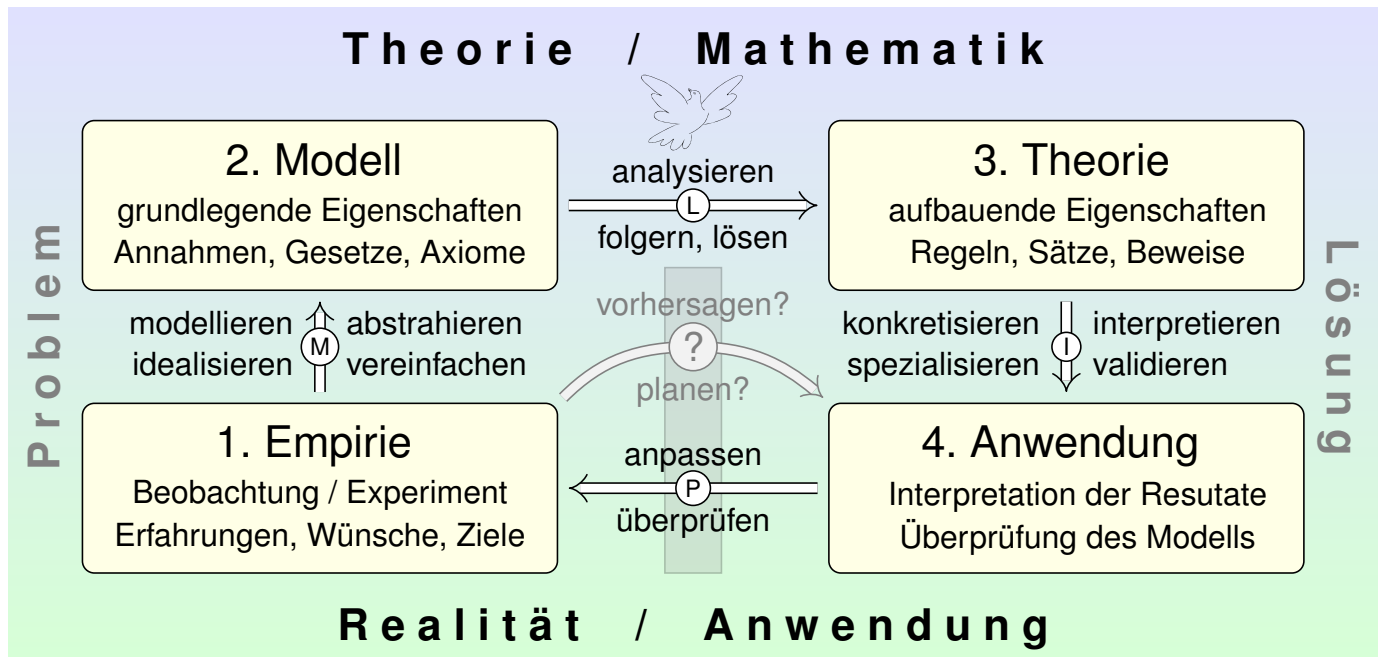 Theorie / Mathematik
2. Modell
grundlegende Eigenschaften
Annahmen, Gesetze, Axiome
analysieren
L
folgern, lösen
3. Theorie
aufbauende Eigenschaften
Regeln, Sätze, Beweise
Problem
modellieren
idealisieren
M
abstrahieren
vereinfachen
vorhersagen?
?
planen?
konkretisieren
spezialisieren
I
interpretieren
validieren
Lösung
1. Empirie
Beobachtung / Experiment
Erfahrungen, Wünsche, Ziele
anpassen
P
überprüfen
4. Anwendung
Interpretation der Resutate
Überprüfung des Modells
Realität / Anwendung